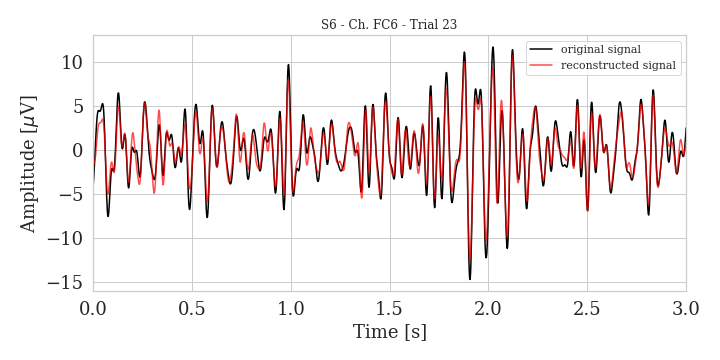 S6 - Ch. FC6 - Trial 23
original signal
reconstructed signal
Amplitude [μV]
10
5
0
−5
−10
−15
0.0 0.5 1.0 1.5 2.0 2.5 3.0
Time [s]